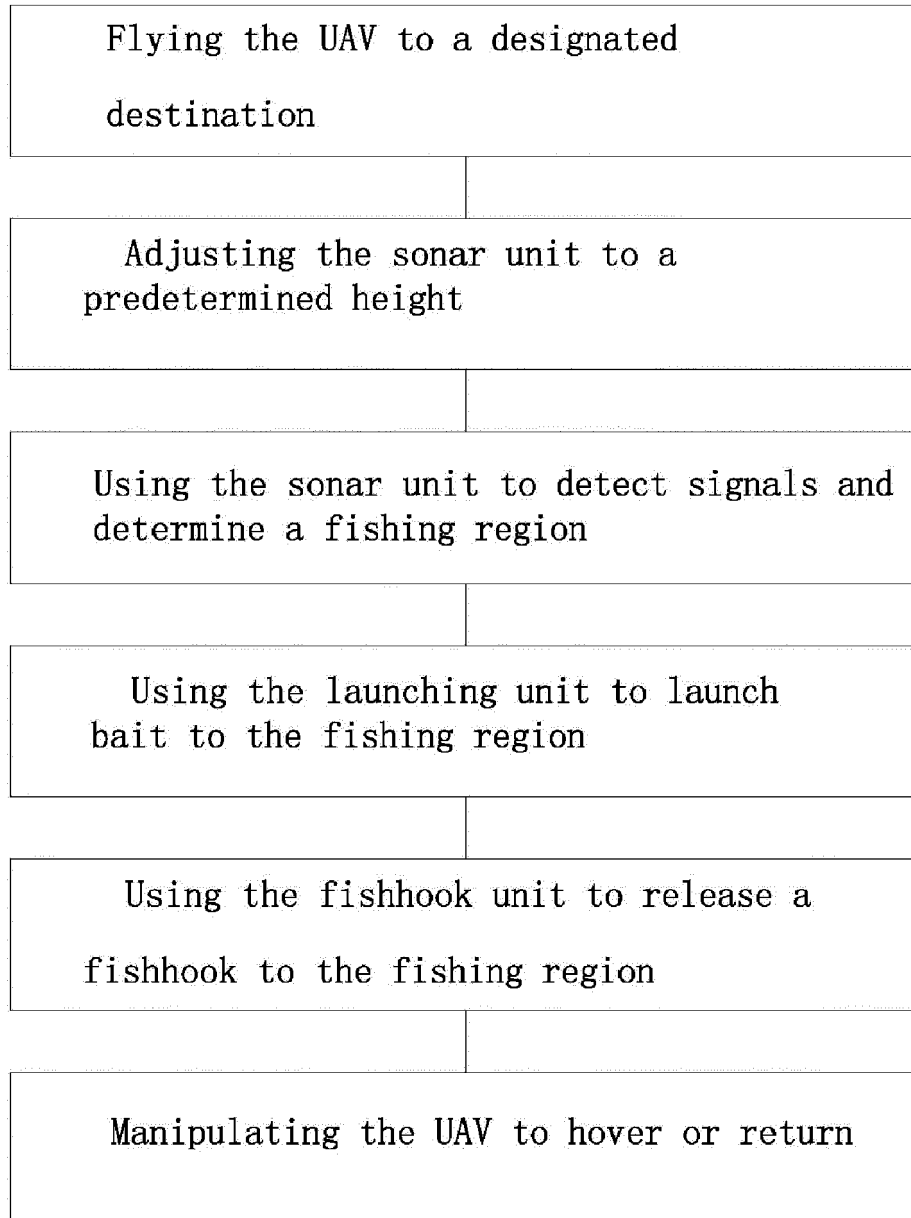 Flying the UAV to a designated
destination
Adjusting the sonar unit to a
predetermined height
Using the sonar unit to detect signals and
determine a fishing region
Using the launching unit to launch
bait to the fishing region
Using the fishhook unit to release a
fishhook to the fishing region
Manipulating the UAV to hover or return